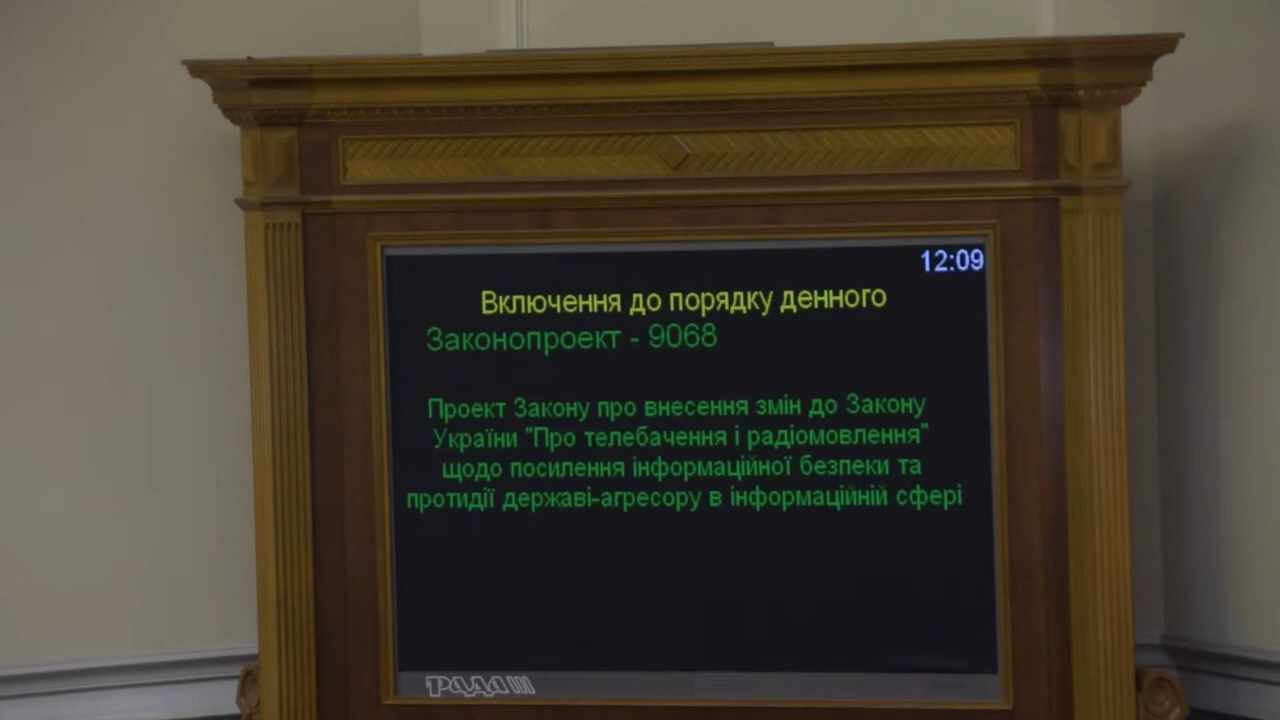 12:09
Включення до порядку денного
Законопроект - 9068
Проект Закону про внесення змін до Закону
України "Про телебачення і радіомовлення"
щодо посилення інформаційної безпеки та
протидії державі-агресору в інформаційній сфері
РАДА